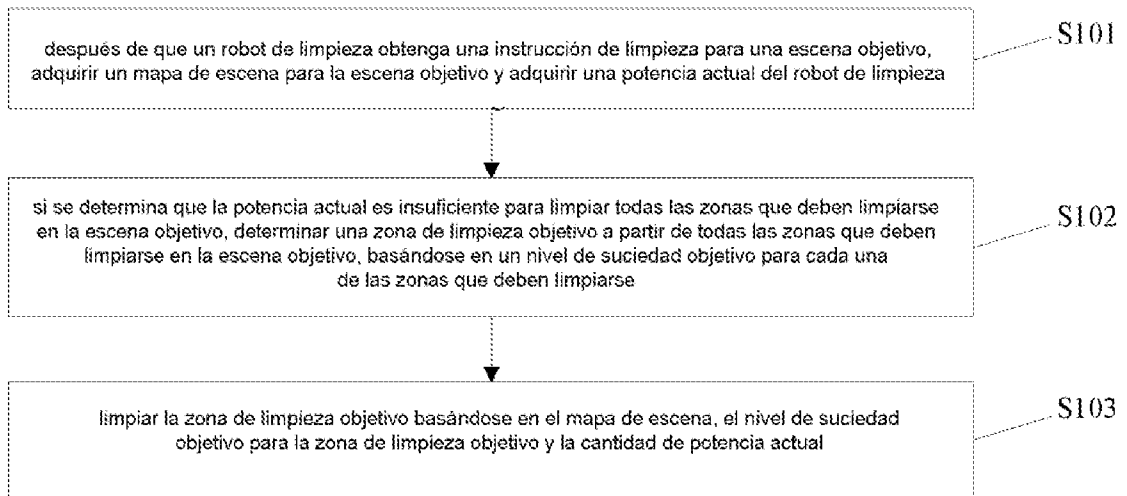 S101
después de que un robot de limpieza obtenga una instrucción de limpieza para una escena objetivo,
adquirir un mapa de escena para la escena objetivo y adquirir una potencia actual del robot de limpieza
S102
si se determina que la potencia actual es insuficiente para limpiar todas las zonas que deben limpiarse
en la escena objetivo, determinar una zona de limpieza objetivo a partir de todas las zonas que deben
limpiarse en la escena objetivo, basándose en un nivel de suciedad objetivo para cada una
de las zonas que deben limpiarse
S103
limpiar la zona de limpieza objetivo basándose en el mapa de escena, el nivel de suciedad
objetivo para la zona de limpieza objetivo y la cantidad de potencia actual